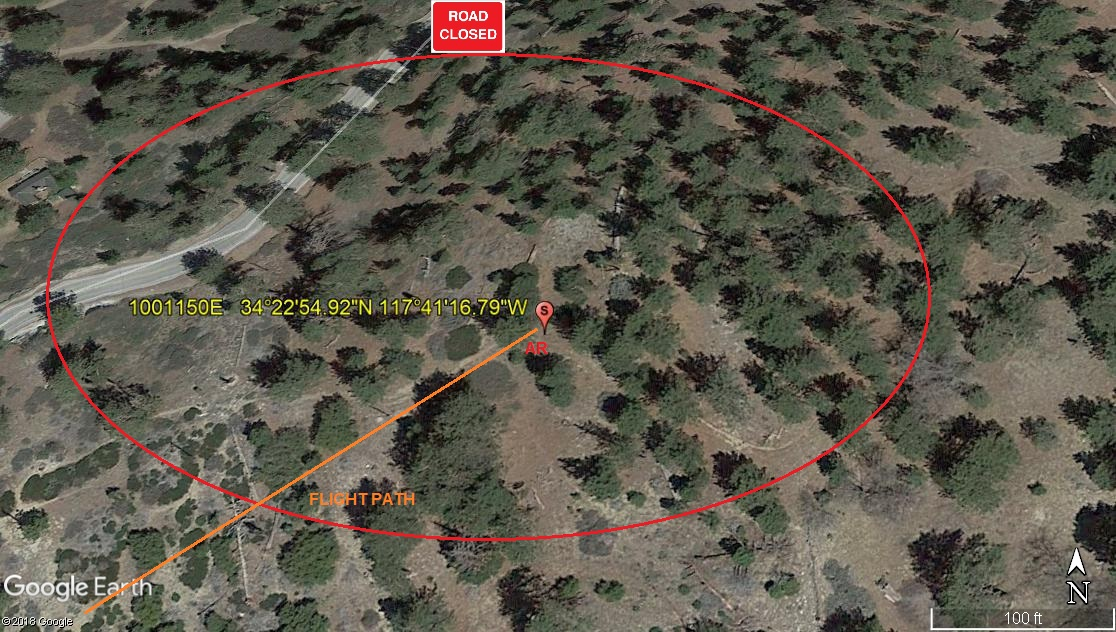 ROAD
CLOSED
1001150E 34°22'54.92"N 117°41'16.79"W
S
AR
FLIGHT PATH
Google Earth
©2018 Google
N
100 ft